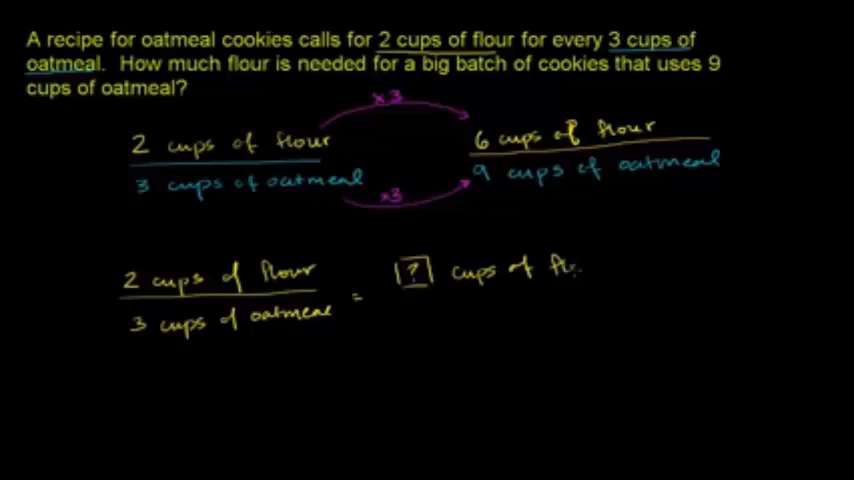 A recipe for oatmeal cookies calls for 2 cups of flour for every 3 cups of
oatmeal. How much flour is needed for a big batch of cookies that uses 9
cups of oatmeal?
x3
2 cups of flour
6 cups of flour
3 cups of oatmeal
9 cups of oatmeal
x3
2 cups of flour
? cups of flo
3 cups of oatmeal
=